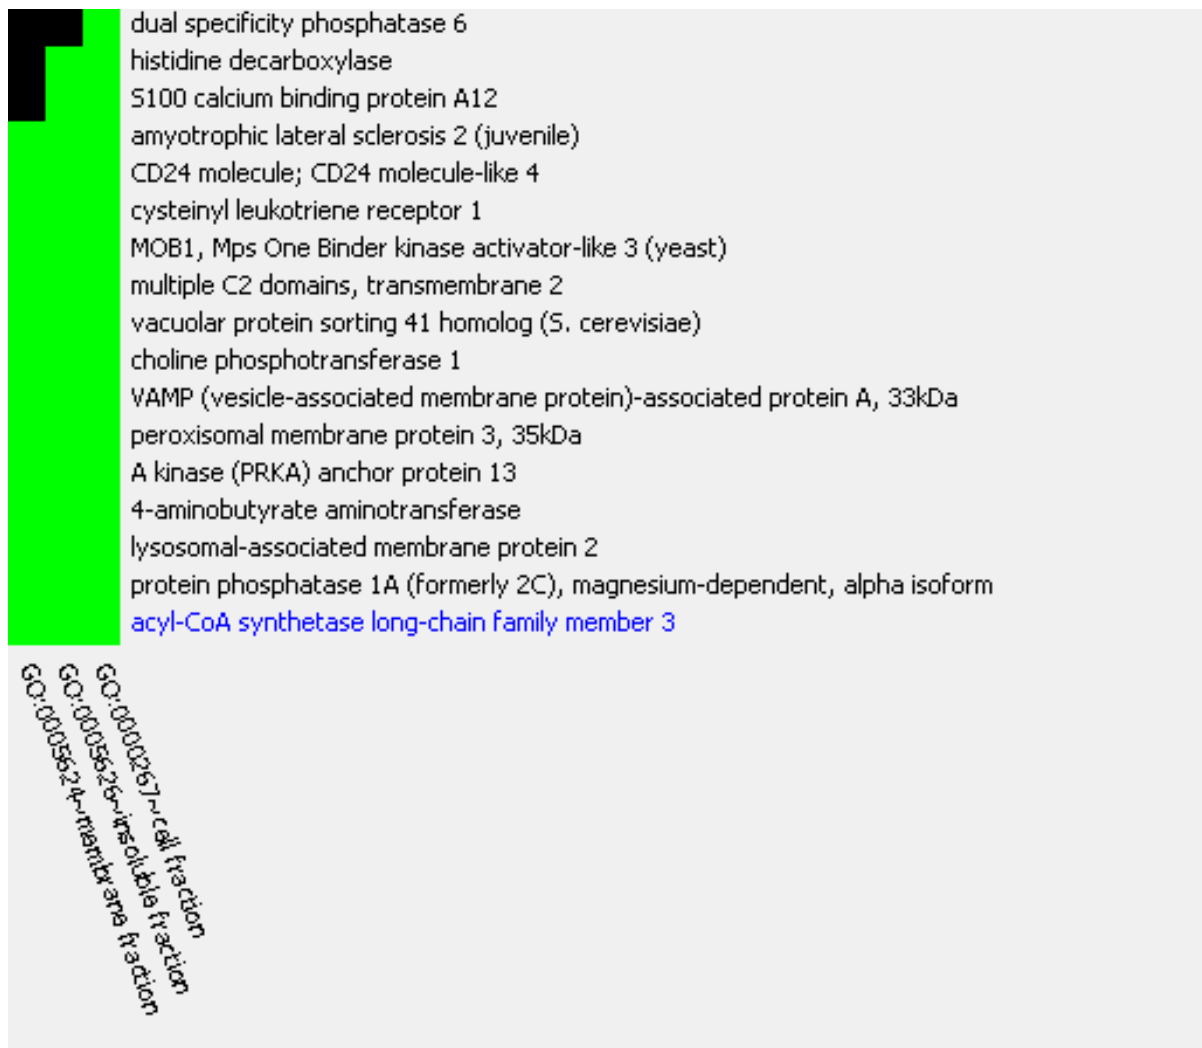 dual specificity phosphatase 6
histidine decarboxylase
S100 calcium binding protein A12
amyotrophic lateral sclerosis 2 (juvenile)
CD24 molecule; CD24 molecule-like 4
cysteinyl leukotriene receptor 1
MOB1, Mps One Binder kinase activator-like 3 (yeast)
multiple C2 domains, transmembrane 2
vacuolar protein sorting 41 homolog (S. cerevisiae)
choline phosphotransferase 1
VAMP (vesicle-associated membrane protein)-associated protein A, 33kDa
peroxisomal membrane protein 3, 35kDa
A kinase (PRKA) anchor protein 13
4-aminobutyrate aminotransferase
lysosomal-associated membrane protein 2
protein phosphatase 1A (formerly 2C), magnesium-dependent, alpha isoform
acyl-CoA synthetase long-chain family member 3
GO:0005624~membrane fraction
GO:0005626~insoluble fraction
GO:0000267~cell fraction